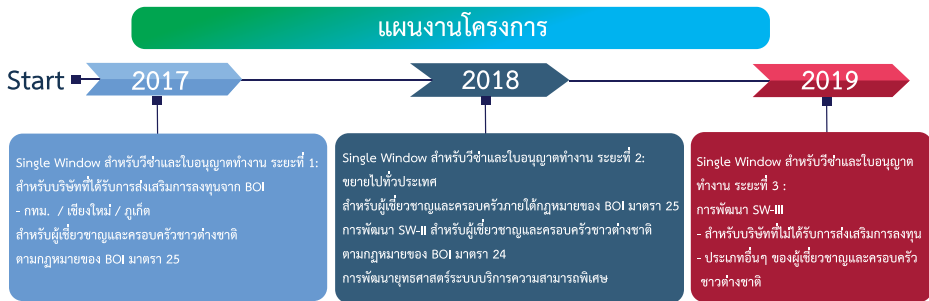 แผนงานโครงการ
Start
2017
2018
2019
Single Window สำหรับวีซ่าและใบอนุญาตทำงาน ระยะที่ 1:
สำหรับบริษัทที่ได้รับการส่งเสริมการลงทุนจาก BOI
- กทม. / เชียงใหม่ / ภูเก็ต
สำหรับผู้เชี่ยวชาญและครอบครัวชาวต่างชาติ
ตามกฎหมายของ BOI มาตรา 25
Single Window สำหรับวีซ่าและใบอนุญาตทำงาน ระยะที่ 2:
ขยายไปทั่วประเทศ
สำหรับผู้เชี่ยวชาญและครอบครัวภายใต้กฎหมายของ BOI มาตรา 25
การพัฒนา SW-II สำหรับผู้เชี่ยวชาญและครอบครัวชาวต่างชาติ
ตามกฎหมายของ BOI มาตรา 24
การพัฒนายุทธศาสตร์ระบบบริการความสามารถพิเศษ
Single Window สำหรับวีซ่าและใบอนุญาต
ทำงาน ระยะที่ 3 :
การพัฒนา SW-III
- สำหรับบริษัทที่ไม่ได้รับการส่งเสริมการลงทุน
- ประเภทอื่นๆ ของผู้เชี่ยวชาญและครอบครัว
ชาวต่างชาติ